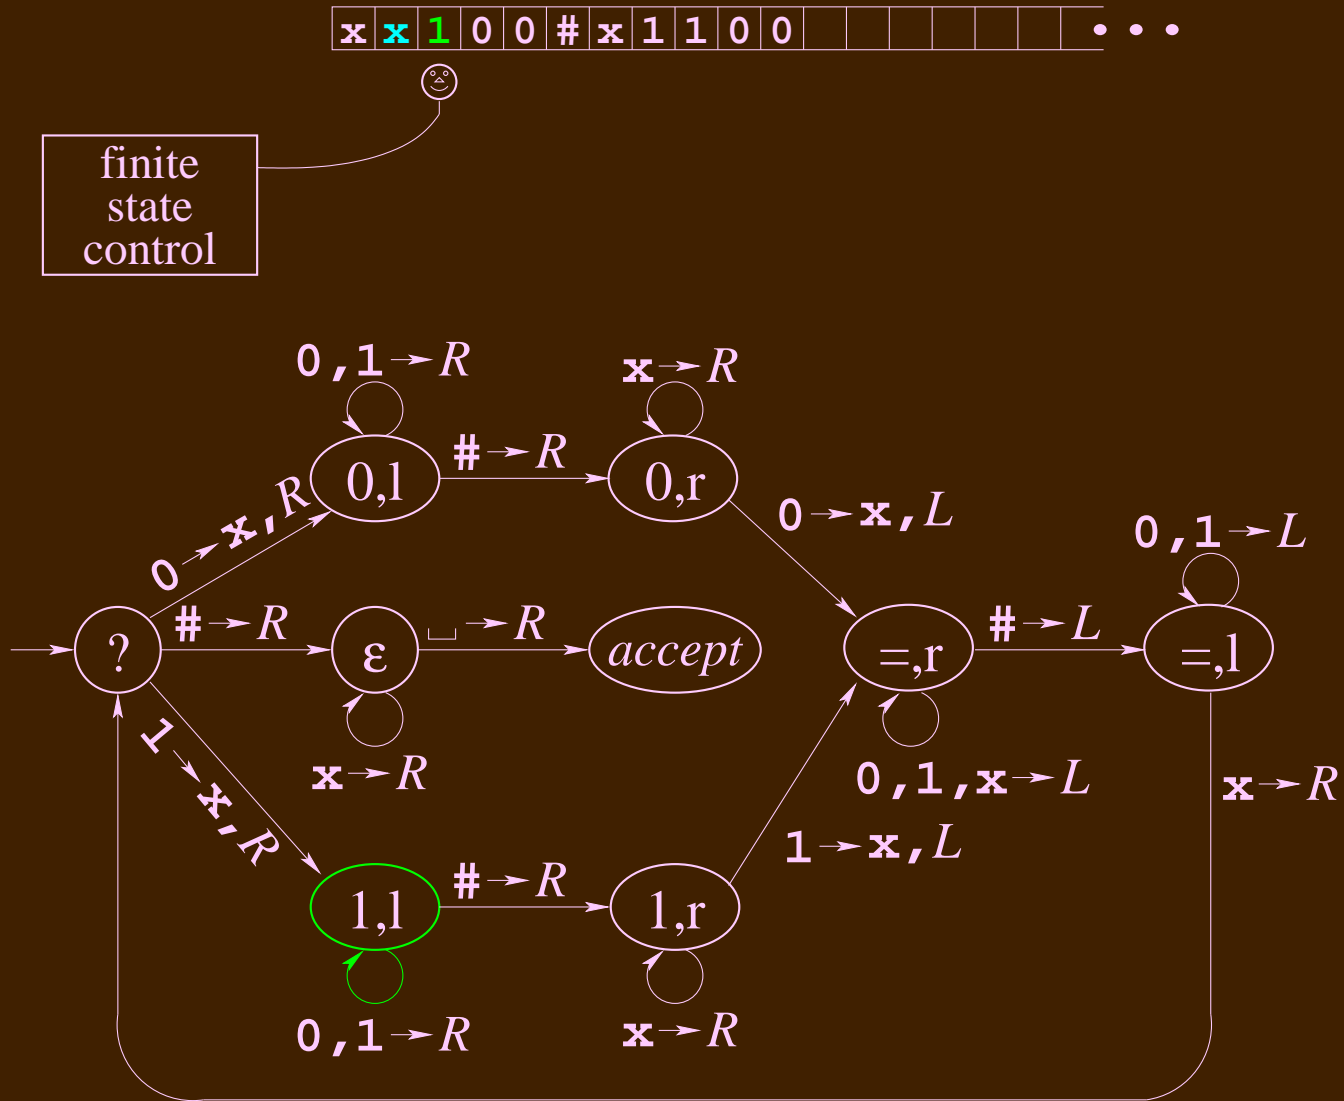 x x 1 0 0 # x 1 1 0 0 • • •
finite
state
control
0,1→R
x→R
0,l
#→R
0,r
0→x,R
0→x,L
0,1→L
?
#→R
ε
␣→R
accept
=,r
#→L
=,l
x→R
0,1,x→L
x→R
1→x,R
1→x,L
1,l
#→R
1,r
0,1→R
x→R